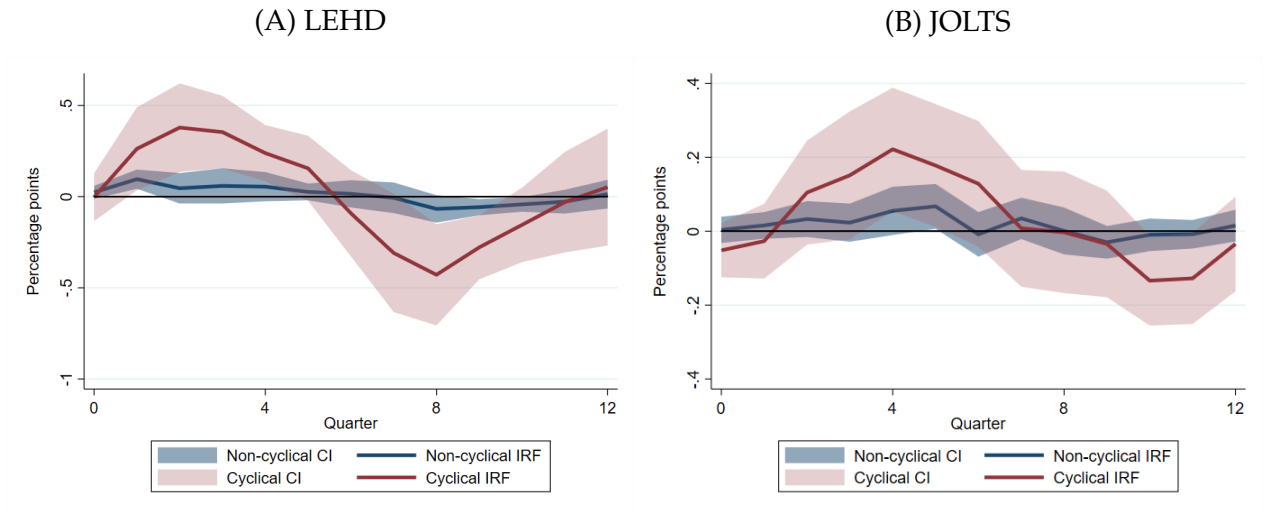 (A) LEHD
Percentage points
.5
0
-.5
-1
0 4 8 12
Quarter
Non-cyclical CI Non-cyclical IRF
Cyclical CI Cyclical IRF
(B) JOLTS
Percentage points
.4
.2
0
-.2
-.4
0 4 8 12
Quarter
Non-cyclical CI Non-cyclical IRF
Cyclical CI Cyclical IRF